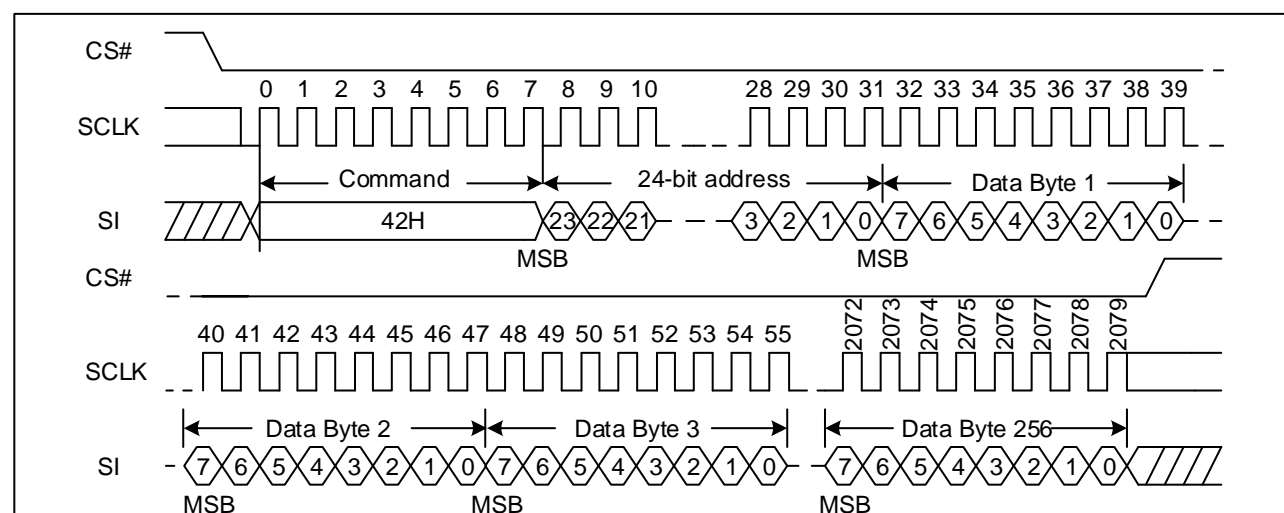 CS#
0 1 2 3 4 5 6 7 8 9 10 28 29 30 31 32 33 34 35 36 37 38 39
SCLK
Command 24-bit address Data Byte 1
SI 42H 23 22 21 3 2 1 0 7 6 5 4 3 2 1 0
MSB MSB
CS#
40 41 42 43 44 45 46 47 48 49 50 51 52 53 54 55 2072 2073 2074 2075 2076 2077 2078 2079
SCLK
Data Byte 2 Data Byte 3 Data Byte 256
SI 7 6 5 4 3 2 1 0 7 6 5 4 3 2 1 0 7 6 5 4 3 2 1 0
MSB MSB MSB